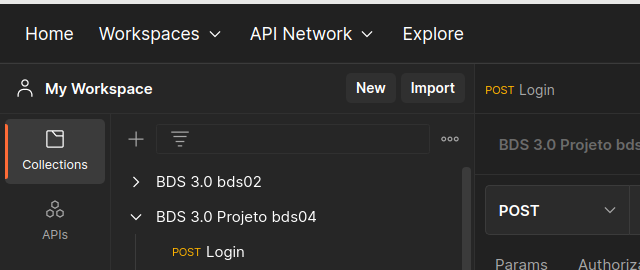 Home Workspaces API Network Explore
My Workspace New Import
POST Login
Collections
BDS 3.0 Projeto bds
BDS 3.0 bds02
BDS 3.0 Projeto bds04
APIs
POST
POST Login
Params Authoriz